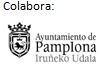 Colabora:
Ayuntamiento de
Pamplona
Iruñeko Udala